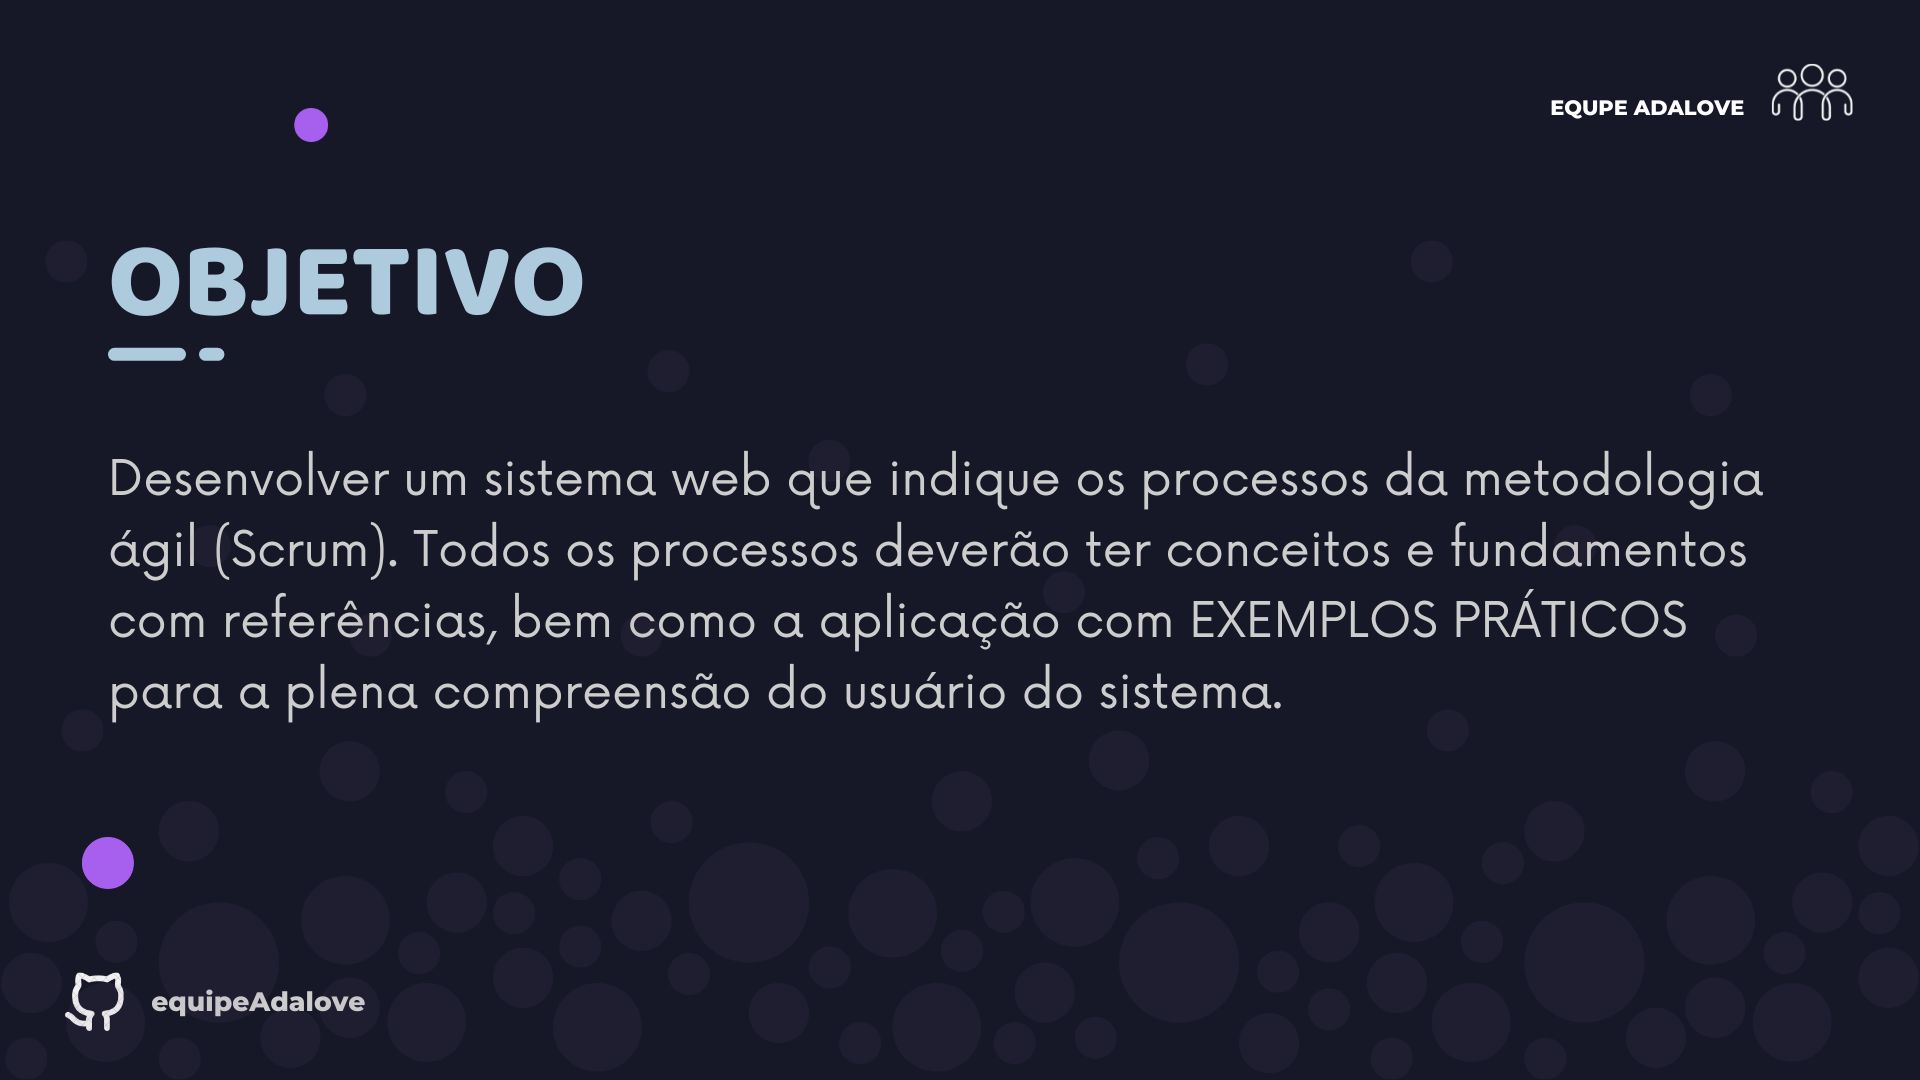 EQUPE ADALOVE
OBJETIVO
Desenvolver um sistema web que indique os processos da metodologia
ágil (Scrum). Todos os processos deverão ter conceitos e fundamentos
com referências, bem como a aplicação com EXEMPLOS PRÁTICOS
para a plena compreensão do usuário do sistema.
equipeAdalove